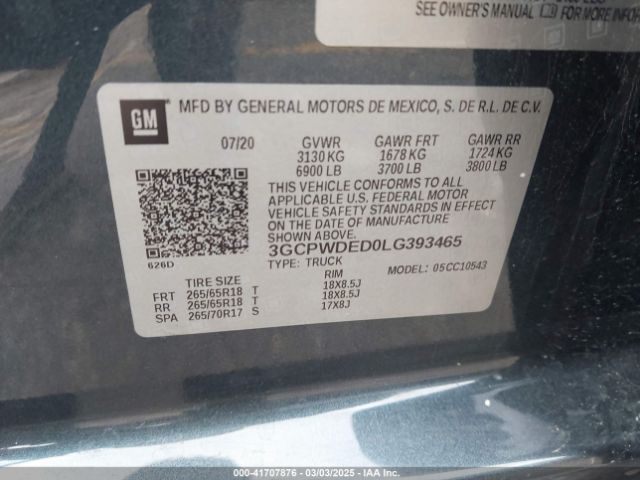 SEE OWNER'S MANUAL FOR MORE INFOR
GM
MFD BY GENERAL MOTORS DE MEXICO, S. DE R.L. DE C.V.
07/20 GVWR GAWR FRT GAWR RR
3130 KG 1678 KG 1724 KG
6900 LB 3700 LB 3800 LB
THIS VEHICLE CONFORMS TO ALL
APPLICABLE U.S. FEDERAL MOTOR
VEHICLE SAFETY STANDARDS IN EFFECT
ON THE DATE OF MANUFACTURE
SHOWN ABOVE.
3GCPWDED0LG393465
626D
TYPE: TRUCK MODEL: 05CC10543
TIRE SIZE RIM
FRT 265/65R18 T 18X8.5J
RR 265/65R18 T 18X8.5J
SPA 265/70R17 S 17X8J
000-41707876 | 03/03/2025 - IAA Inc.